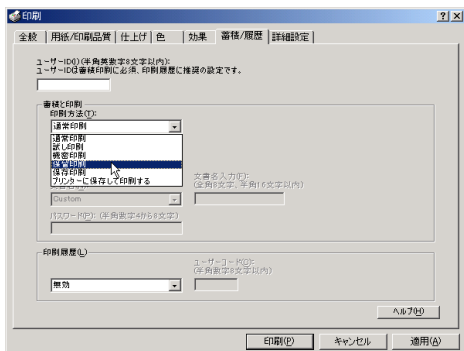 印刷
全般 用紙/印刷品質 仕上げ 色 効果 蓄積/履歴 詳細設定
ユーザーID(I)(半角英数字8文字以内):
ユーザーIDは蓄積印刷に必須、印刷履歴に推奨の設定です。
蓄積と印刷
印刷方法(T):
通常印刷
通常印刷
試し印刷
機密印刷
保留印刷
保存印刷
プリンターに保存して印刷する
文書名入力(F):
(全角8文字、半角16文字以内)
Custom
パスワード(P): (半角数字4から8文字)
印刷履歴(L)
ユーザーコード(C):
(半角数字8文字以内)
無効
ヘルプ(H)
印刷(P) キャンセル 適用(A)